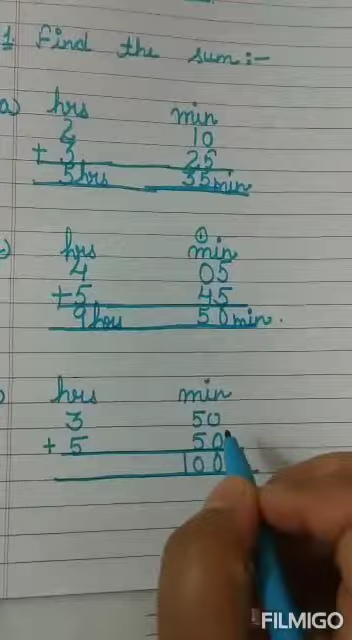 1. Find the sum:-
a) hrs min
2 10
+ 3 25
5hrs 35min
+
hrs min
4 05
+5 45
9hrs 50min.
hrs min
3 50
+ 5 50
100
FILMIGO